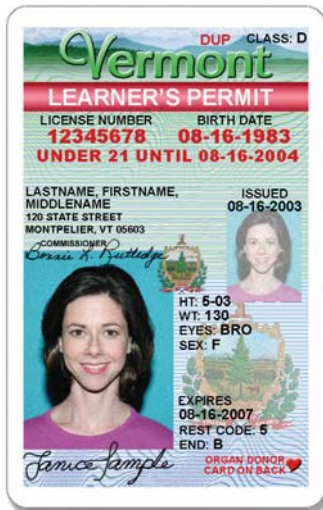 DUP CLASS: D
Vermont
LEARNER'S PERMIT
LICENSE NUMBER BIRTH DATE
12345678 08-16-1983
UNDER 21 UNTIL 08-16-2004
LASTNAME, FIRSTNAME,
MIDDLENAME
120 STATE STREET
MONTPELIER, VT 05603
COMMISSIONER
Bonnie L. Rutledge
ISSUED
08-16-2003
HT: 5-03
WT: 130
EYES: BRO
SEX: F
EXPIRES
08-16-2007
REST CODE: 5
END: B
Janice Sample
ORGAN DONOR
CARD ON BACK